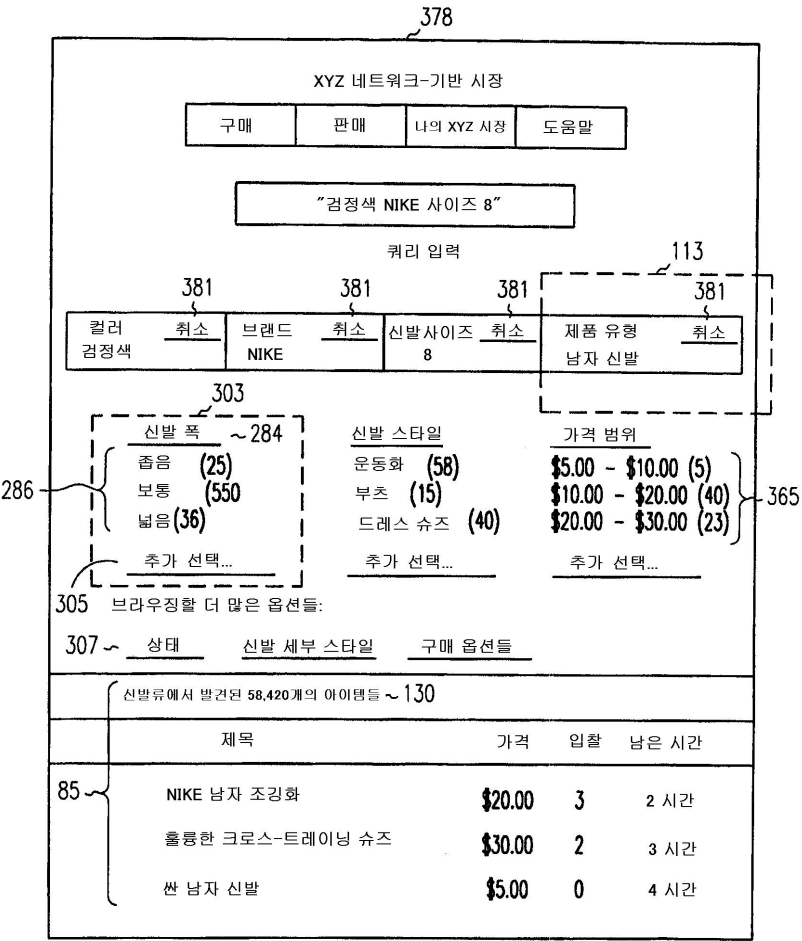 378
XYZ 네트워크-기반 시장
구매 판매 나의 XYZ 시장 도움말
"검정색 NIKE 사이즈 8"
쿼리 입력
113
381 381 381 381
컬러 취소 브랜드 취소 신발사이즈 취소 제품 유형 취소
검정색 NIKE 8 남자 신발
303
신발 폭 ~284 신발 스타일 가격 범위
좁음 (25) 운동화 (58) $5.00 - $10.00 (5)
286 보통 (550 부츠 (15) $10.00 - $20.00 (40) 365
넓음(36) 드레스 슈즈 (40) $20.00 - $30.00 (23)
추가 선택... 추가 선택... 추가 선택...
305 브라우징할 더 많은 옵션들:
307 ~ 상태 신발 세부 스타일 구매 옵션들
신발류에서 발견된 58,420개의 아이템들 ~ 130
제목 가격 입찰 남은 시간
85 NIKE 남자 조깅화 $20.00 3 2 시간
훌륭한 크로스-트레이닝 슈즈 $30.00 2 3 시간
싼 남자 신발 $5.00 0 4 시간